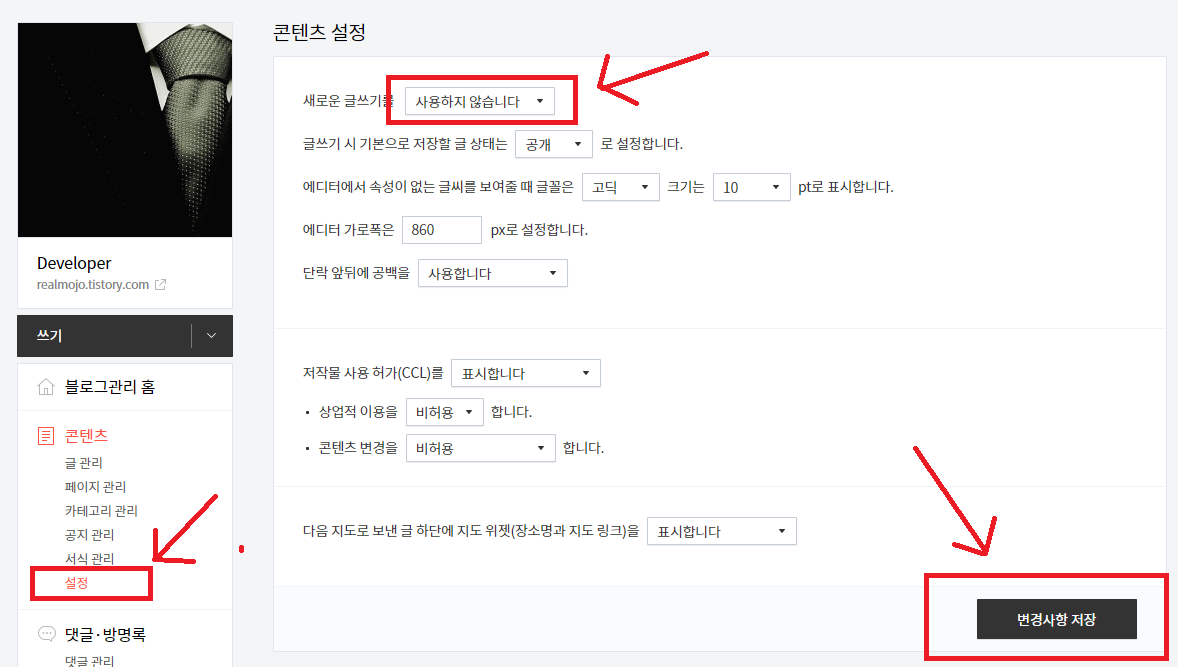 콘텐츠 설정
새로운 글쓰기를 사용하지 않습니다
글쓰기 시 기본으로 저장할 글 상태는 공개 로 설정합니다.
에디터에서 속성이 없는 글씨를 보여줄 때 글꼴은 고딕 크기는 10 pt로 표시합니다.
에디터 가로폭은 860 px로 설정합니다.
단락 앞뒤에 공백을 사용합니다
저작물 사용 허가(CCL)를 표시합니다
· 상업적 이용을 비허용 합니다.
· 콘텐츠 변경을 비허용 합니다.
다음 지도로 보낸 글 하단에 지도 위젯(장소명과 지도 링크)을 표시합니다
변경사항 저장
Developer
realmojo.tistory.com
쓰기
블로그관리 홈
콘텐츠
글 관리
페이지 관리
카테고리 관리
공지 관리
서식 관리
설정
댓글·방명록
댓글 관리